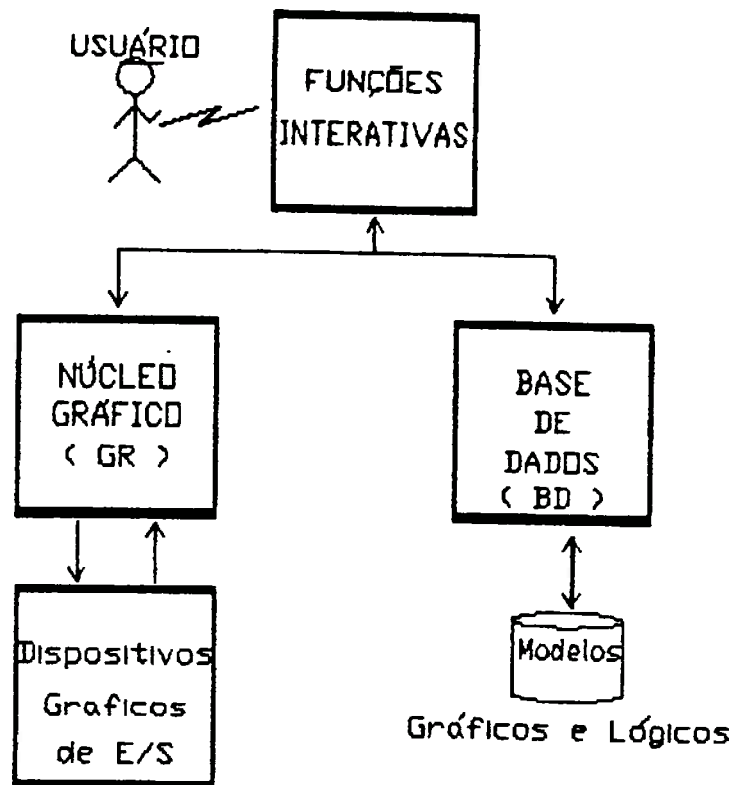 USUÁRIO
FUNÇÕES
INTERATIVAS
NÚCLEO
GRÁFICO
( GR )
BASE
DE
DADOS
( BD )
Dispositivos
Graficos
de E/S
Modelos
Gráficos e Lógicos